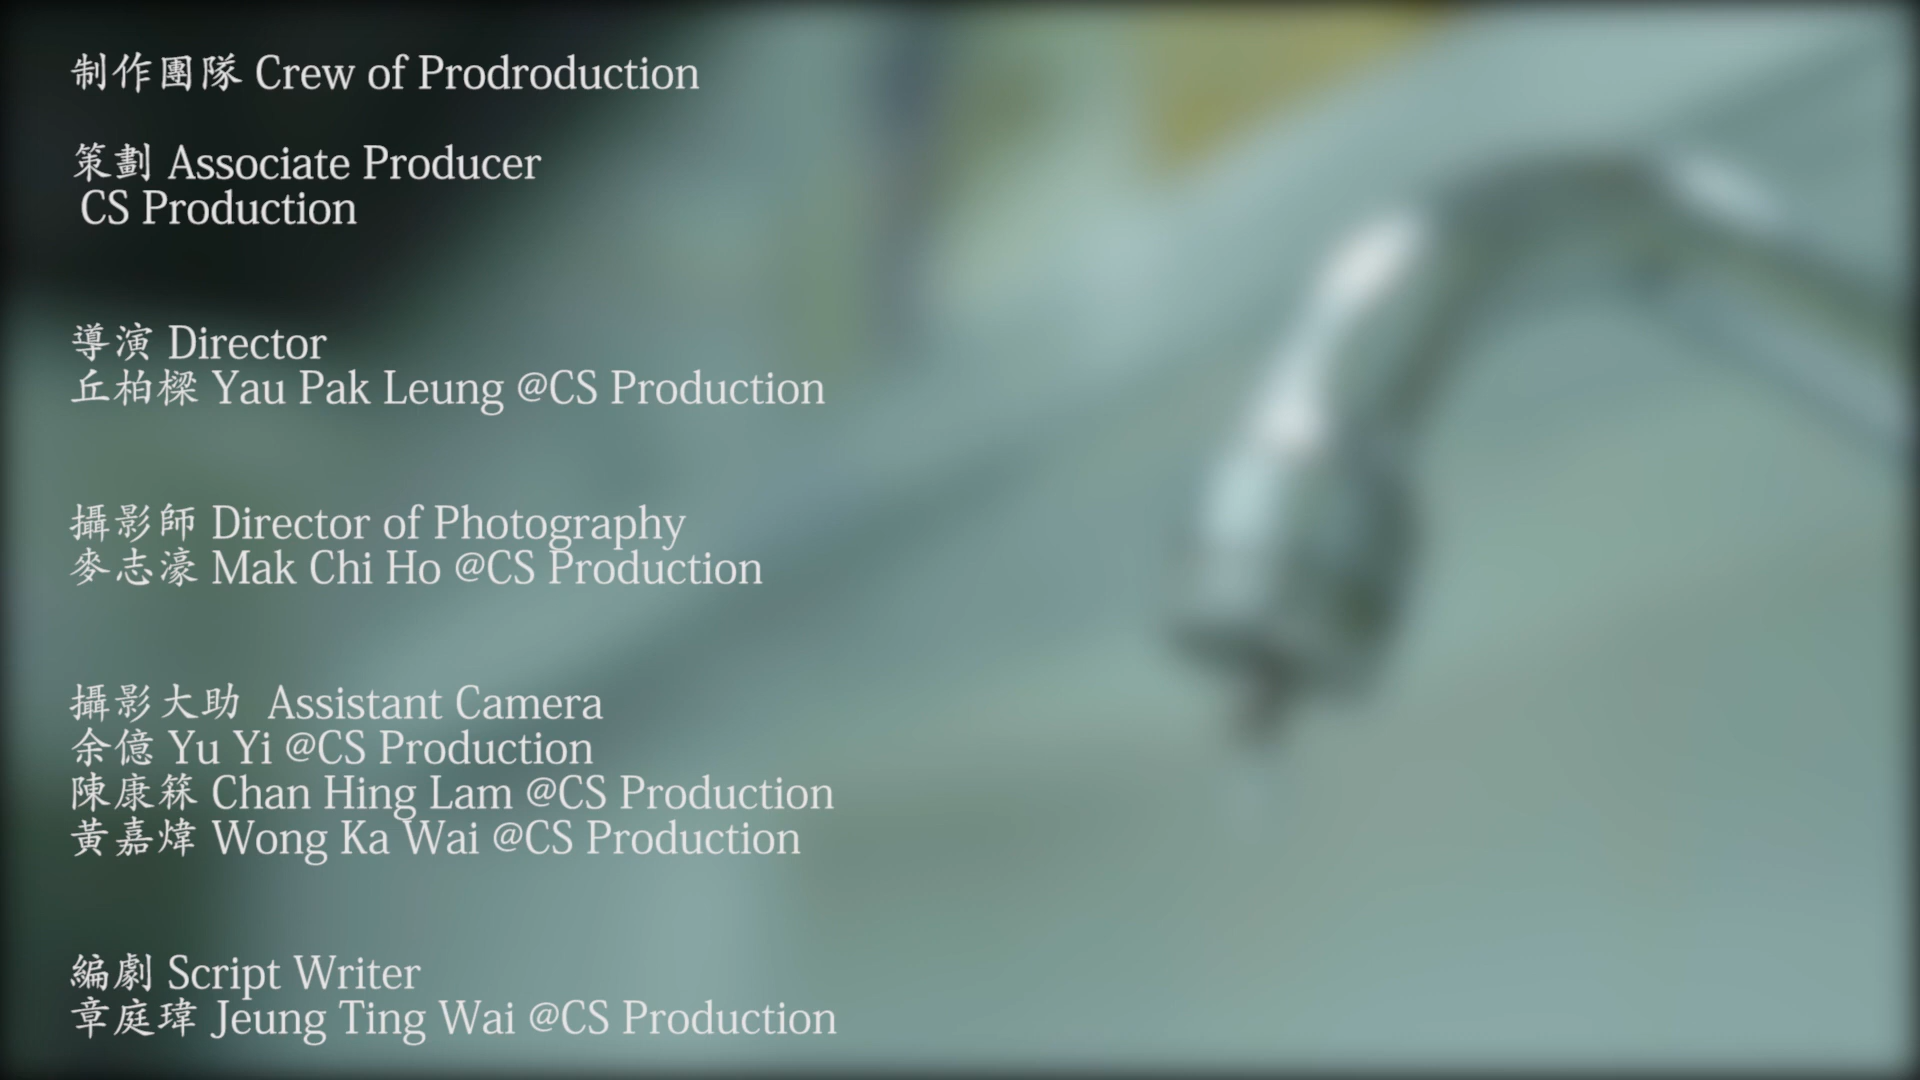 制作團隊 Crew of Prodroduction
策劃 Associate Producer
CS Production
導演 Director
丘柏樑 Yau Pak Leung @CS Production
攝影師 Director of Photography
麥志濠 Mak Chi Ho @CS Production
攝影大助 Assistant Camera
余億 Yu Yi @CS Production
陳康箖 Chan Hing Lam @CS Production
黃嘉煒 Wong Ka Wai @CS Production
編劇 Script Writer
章庭瑋 Jeung Ting Wai @CS Production